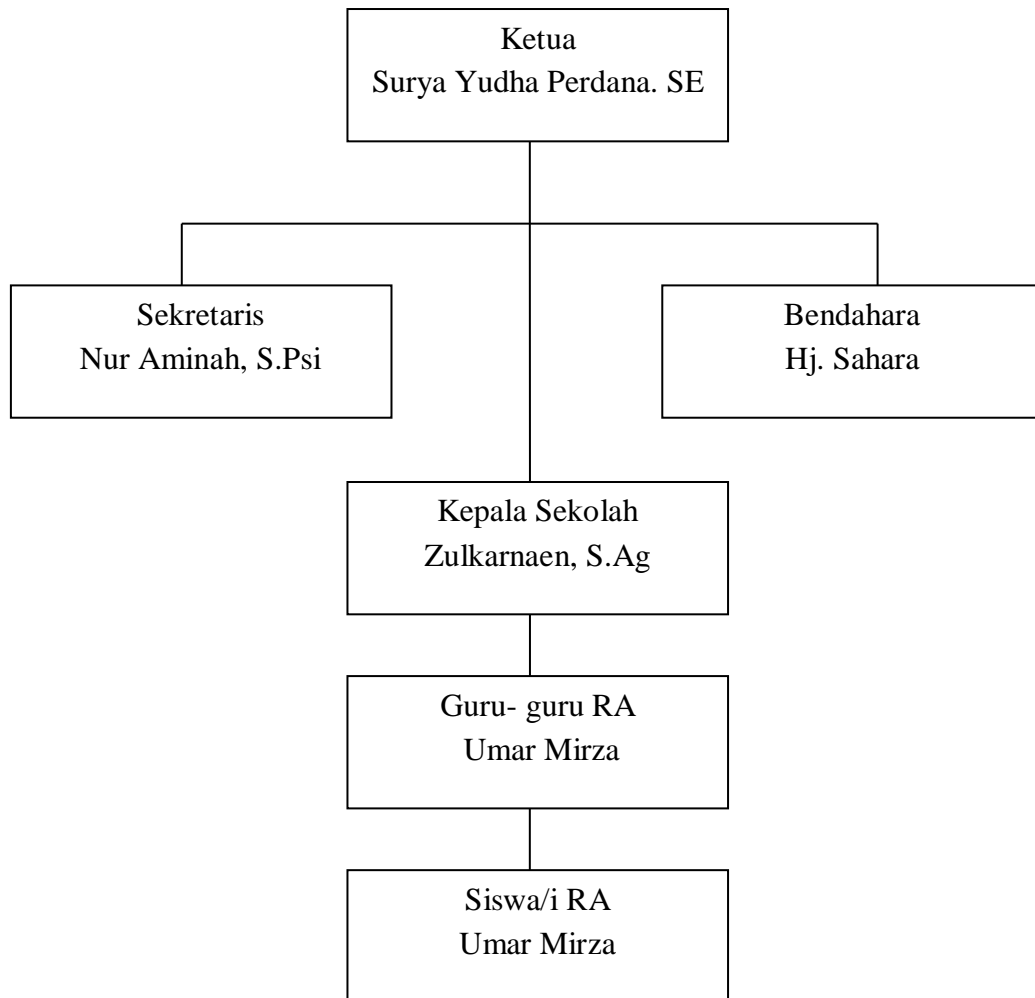 Ketua
Surya Yudha Perdana. SE
Sekretaris
Nur Aminah, S.Psi
Bendahara
Hj. Sahara
Kepala Sekolah
Zulkarnaen, S.Ag
Guru- guru RA
Umar Mirza
Siswa/i RA
Umar Mirza